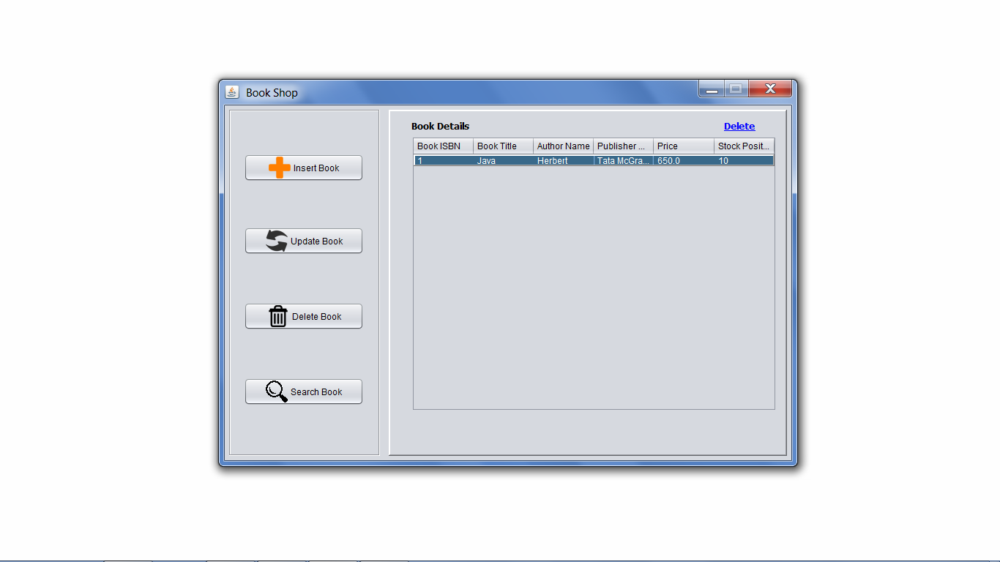 Book Shop
Insert Book
Update Book
Delete Book
Search Book
Book Details Delete
Book ISBN Book Title Author Name Publisher ... Price Stock Posit...
1 Java Herbert Tata McGra... 650.0 10